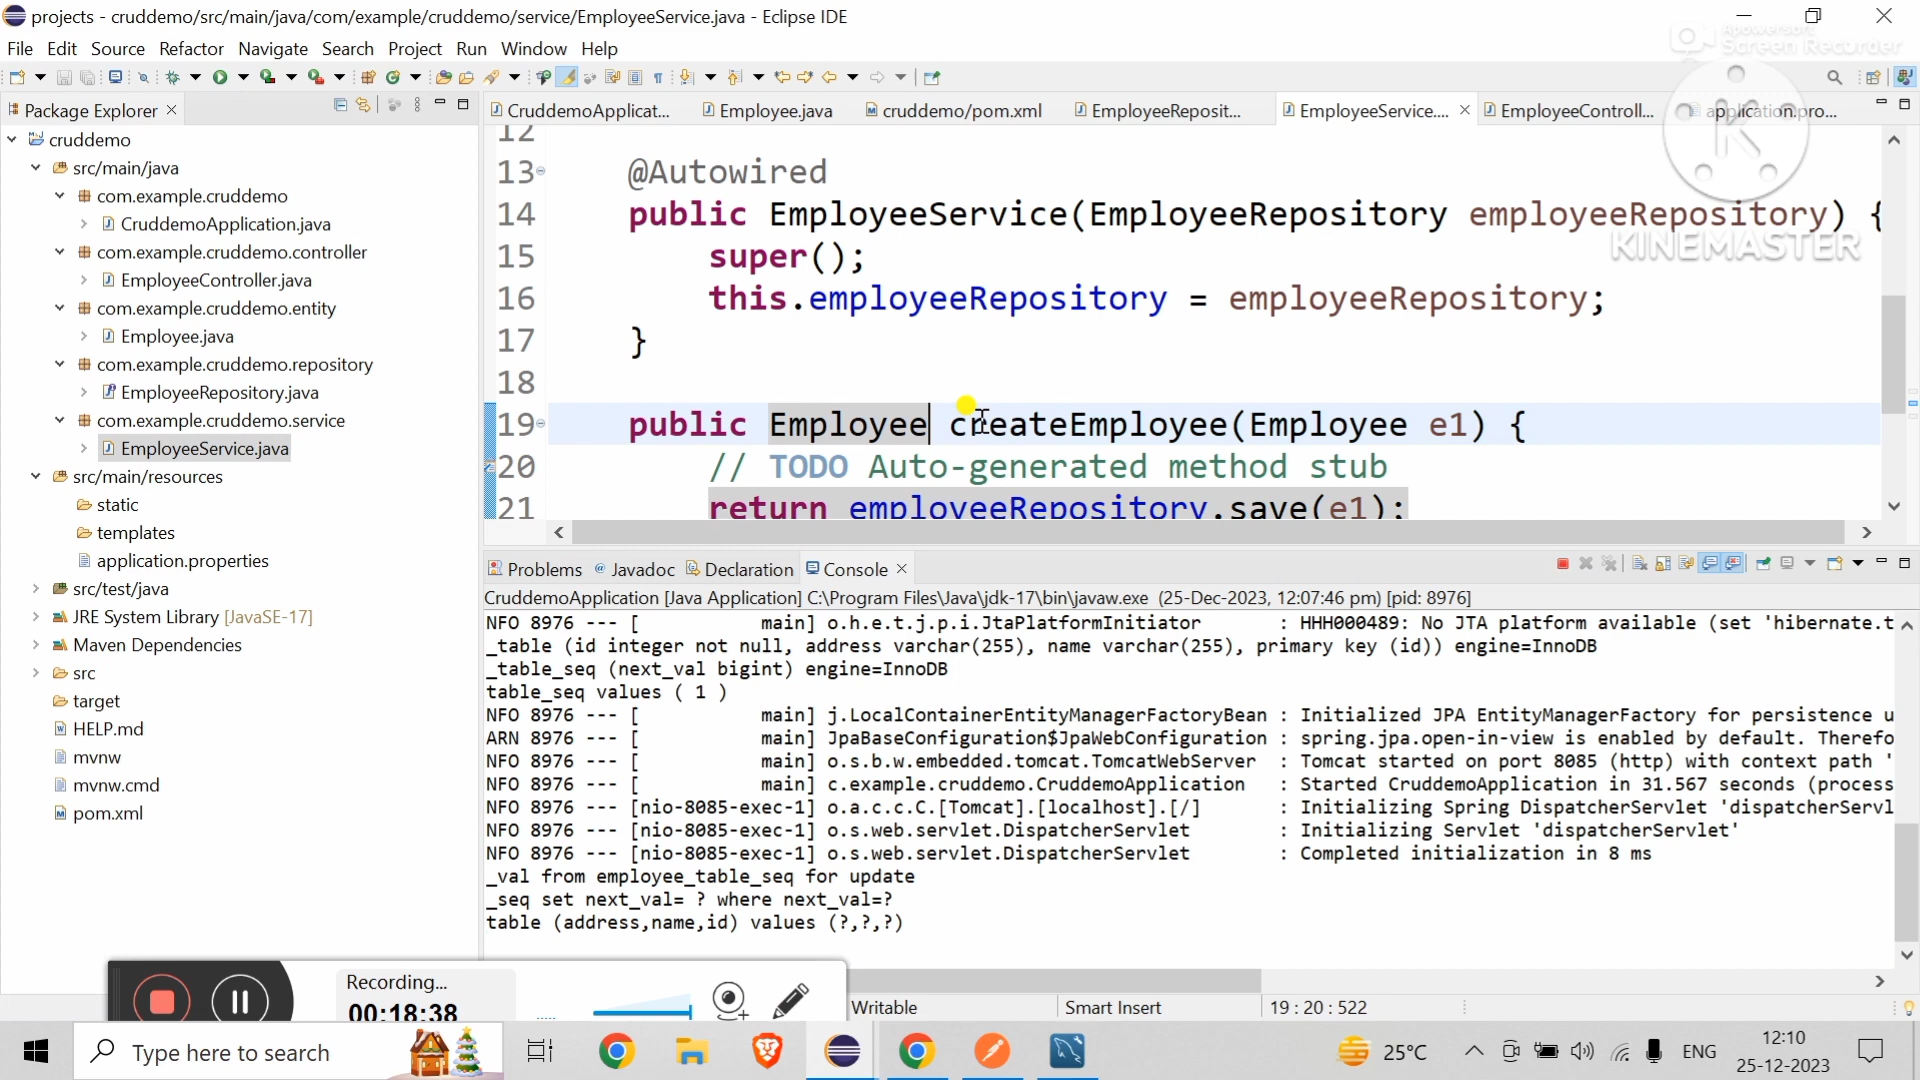 projects - cruddemo/src/main/java/com/example/cruddemo/service/EmployeeService.java - Eclipse IDE
File Edit Source Refactor Navigate Search Project Run Window Help
Apowersoft
Screen Recorder
Package Explorer
CruddemoApplicat... Employee.java cruddemo/pom.xml EmployeeReposit... EmployeeService.... EmployeeControll... application.pro...
K
KINEMASTER
cruddemo
src/main/java
com.example.cruddemo
CruddemoApplication.java
com.example.cruddemo.controller
EmployeeController.java
com.example.cruddemo.entity
Employee.java
com.example.cruddemo.repository
EmployeeRepository.java
com.example.cruddemo.service
EmployeeService.java
src/main/resources
static
templates
application.properties
src/test/java
JRE System Library [JavaSE-17]
Maven Dependencies
src
target
HELP.md
mvnw
mvnw.cmd
pom.xml
12
13 @Autowired
14 public EmployeeService(EmployeeRepository employeeRepository) {
15 super();
16 this.employeeRepository = employeeRepository;
17 }
18
19 public Employee createEmployee(Employee e1) {
20 // TODO Auto-generated method stub
21 return employeeRepository.save(e1);
Problems Javadoc Declaration Console
CruddemoApplication [Java Application] C:\Program Files\Java\jdk-17\bin\javaw.exe (25-Dec-2023, 12:07:46 pm) [pid: 8976]
NFO 8976 --- [ main] o.h.e.t.j.p.i.JtaPlatformInitiator : HHH000489: No JTA platform available (set 'hibernate.t
_table (id integer not null, address varchar(255), name varchar(255), primary key (id)) engine=InnoDB
_table_seq (next_val bigint) engine=InnoDB
table_seq values ( 1 )
NFO 8976 --- [ main] j.LocalContainerEntityManagerFactoryBean : Initialized JPA EntityManagerFactory for persistence u
ARN 8976 --- [ main] JpaBaseConfiguration$JpaWebConfiguration : spring.jpa.open-in-view is enabled by default. Therefo
NFO 8976 --- [ main] o.s.b.w.embedded.tomcat.TomcatWebServer : Tomcat started on port 8085 (http) with context path '
NFO 8976 --- [ main] c.example.cruddemo.CruddemoApplication : Started CruddemoApplication in 31.567 seconds (process
NFO 8976 --- [nio-8085-exec-1] o.a.c.c.C.[Tomcat].[localhost].[/] : Initializing Spring DispatcherServlet 'dispatcherServl
NFO 8976 --- [nio-8085-exec-1] o.s.web.servlet.DispatcherServlet : Initializing Servlet 'dispatcherServlet'
NFO 8976 --- [nio-8085-exec-1] o.s.web.servlet.DispatcherServlet : Completed initialization in 8 ms
_val from employee_table_seq for update
_seq set next_val= ? where next_val=?
table (address,name,id) values (?,?,?)
Recording...
00:18:38
Writable Smart Insert 19 : 20 : 522
Type here to search
25°C ENG
12:10
25-12-2023